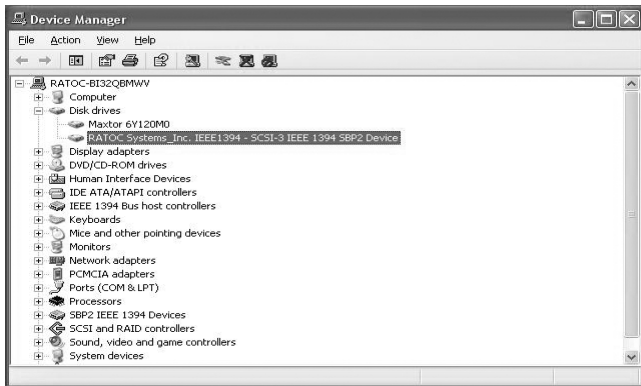 Device Manager
File Action View Help
RATOC-BI32QBMWV
Computer
Disk drives
Maxtor 6Y120M0
RATOC Systems_Inc. IEEE1394 - SCSI-3 IEEE 1394 SBP2 Device
Display adapters
DVD/CD-ROM drives
Human Interface Devices
IDE ATA/ATAPI controllers
IEEE 1394 Bus host controllers
Keyboards
Mice and other pointing devices
Monitors
Network adapters
PCMCIA adapters
Ports (COM & LPT)
Processors
SBP2 IEEE 1394 Devices
SCSI and RAID controllers
Sound, video and game controllers
System devices